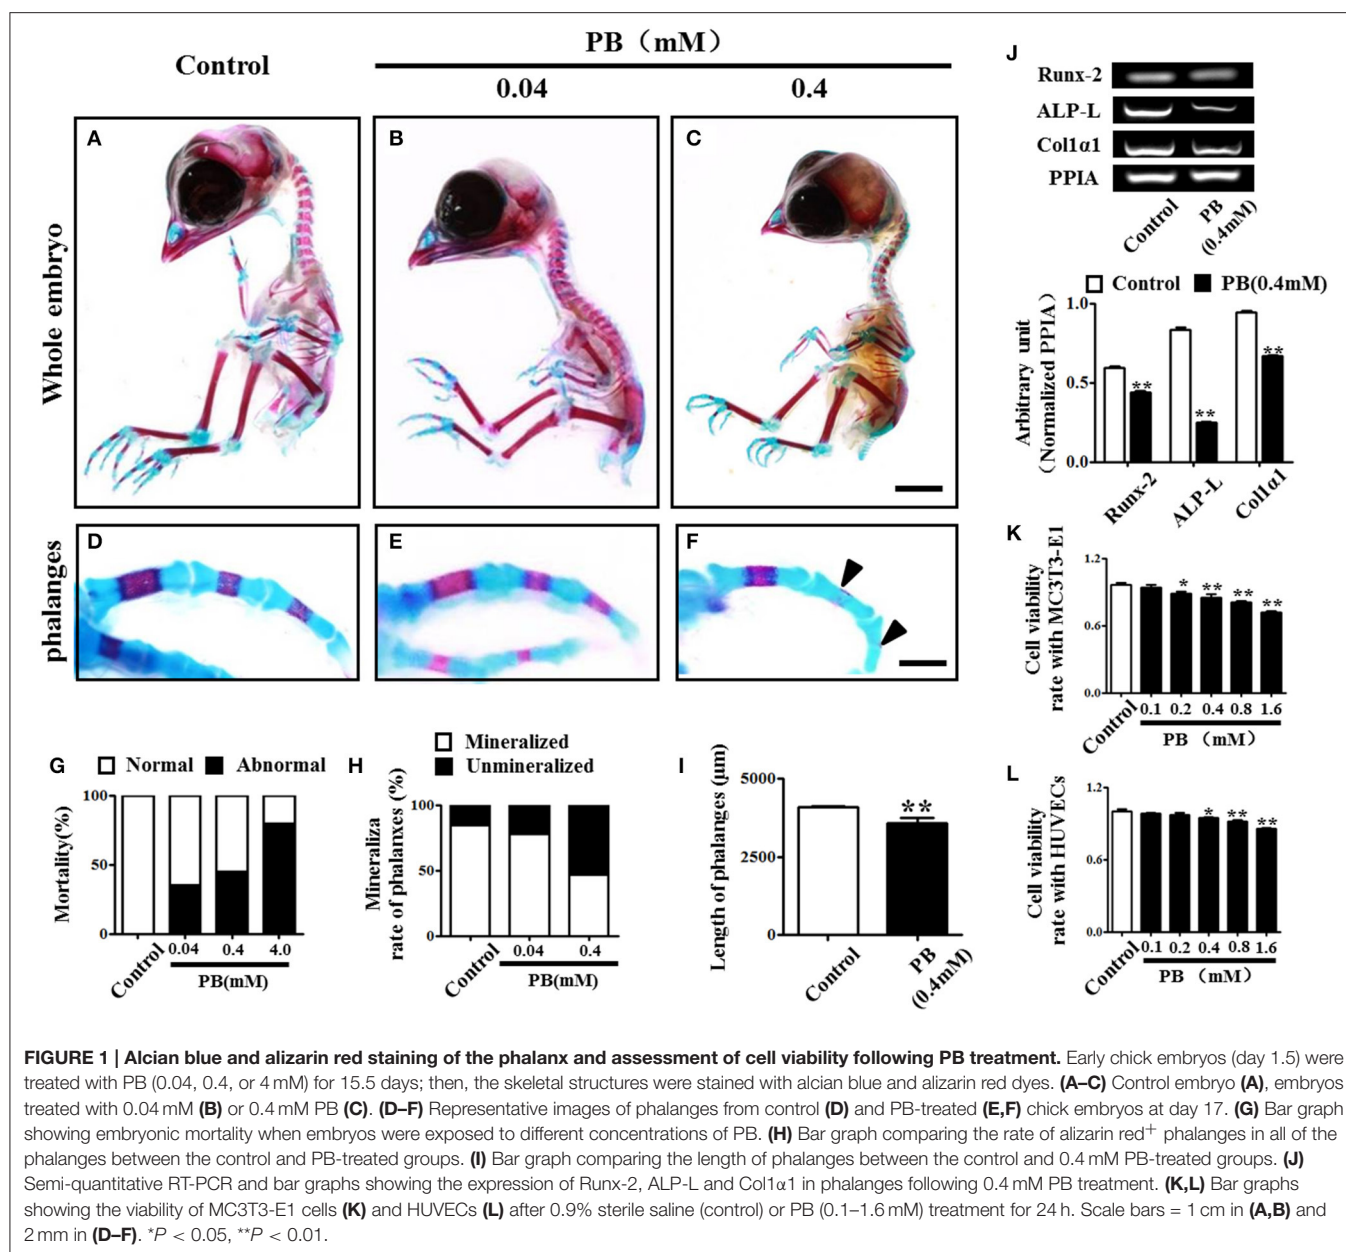 Control
PB (mM)
0.04
0.4
Whole embryo
A
B
C
phalanges
D
E
F
G
Normal
Abnormal
Mortality(%)
100
50
0
Control
0.04
0.4
4.0
PB(mM)
H
Mineralized
Unmineralized
Mineraliza
rate of phalanxes (%)
100
50
0
Control
0.04
0.4
PB(mM)
I
Length of phalanges (μm)
5000
2500
0
**
Control
PB
(0.4mM)
J
Runx-2
ALP-L
Col1α1
PPIA
Control
PB
(0.4mM)
Control
PB(0.4mM)
Arbitrary unit
(Normalized PPIA)
1.0
0.5
0.0
**
**
**
Runx-2
ALP-L
Col1α1
K
Cell viability
rate with MC3T3-E1
1.2
0.6
0.0
* ** ** **
Control
0.1 0.2 0.4 0.8 1.6
PB (mM)
L
Cell viability
rate with HUVECs
1.2
0.6
0.0
* ** **
Control
0.1 0.2 0.4 0.8 1.6
PB (mM)
FIGURE 1 | Alcian blue and alizarin red staining of the phalanx and assessment of cell viability following PB treatment. Early chick embryos (day 1.5) were
treated with PB (0.04, 0.4, or 4 mM) for 15.5 days; then, the skeletal structures were stained with alcian blue and alizarin red dyes. (A–C) Control embryo (A), embryos
treated with 0.04 mM (B) or 0.4 mM PB (C). (D–F) Representative images of phalanges from control (D) and PB-treated (E,F) chick embryos at day 17. (G) Bar graph
showing embryonic mortality when embryos were exposed to different concentrations of PB. (H) Bar graph comparing the rate of alizarin red+ phalanges in all of the
phalanges between the control and PB-treated groups. (I) Bar graph comparing the length of phalanges between the control and 0.4 mM PB-treated groups. (J)
Semi-quantitative RT-PCR and bar graphs showing the expression of Runx-2, ALP-L and Col1α1 in phalanges following 0.4 mM PB treatment. (K,L) Bar graphs
showing the viability of MC3T3-E1 cells (K) and HUVECs (L) after 0.9% sterile saline (control) or PB (0.1–1.6 mM) treatment for 24 h. Scale bars = 1 cm in (A,B) and
2 mm in (D–F). *P < 0.05, **P < 0.01.